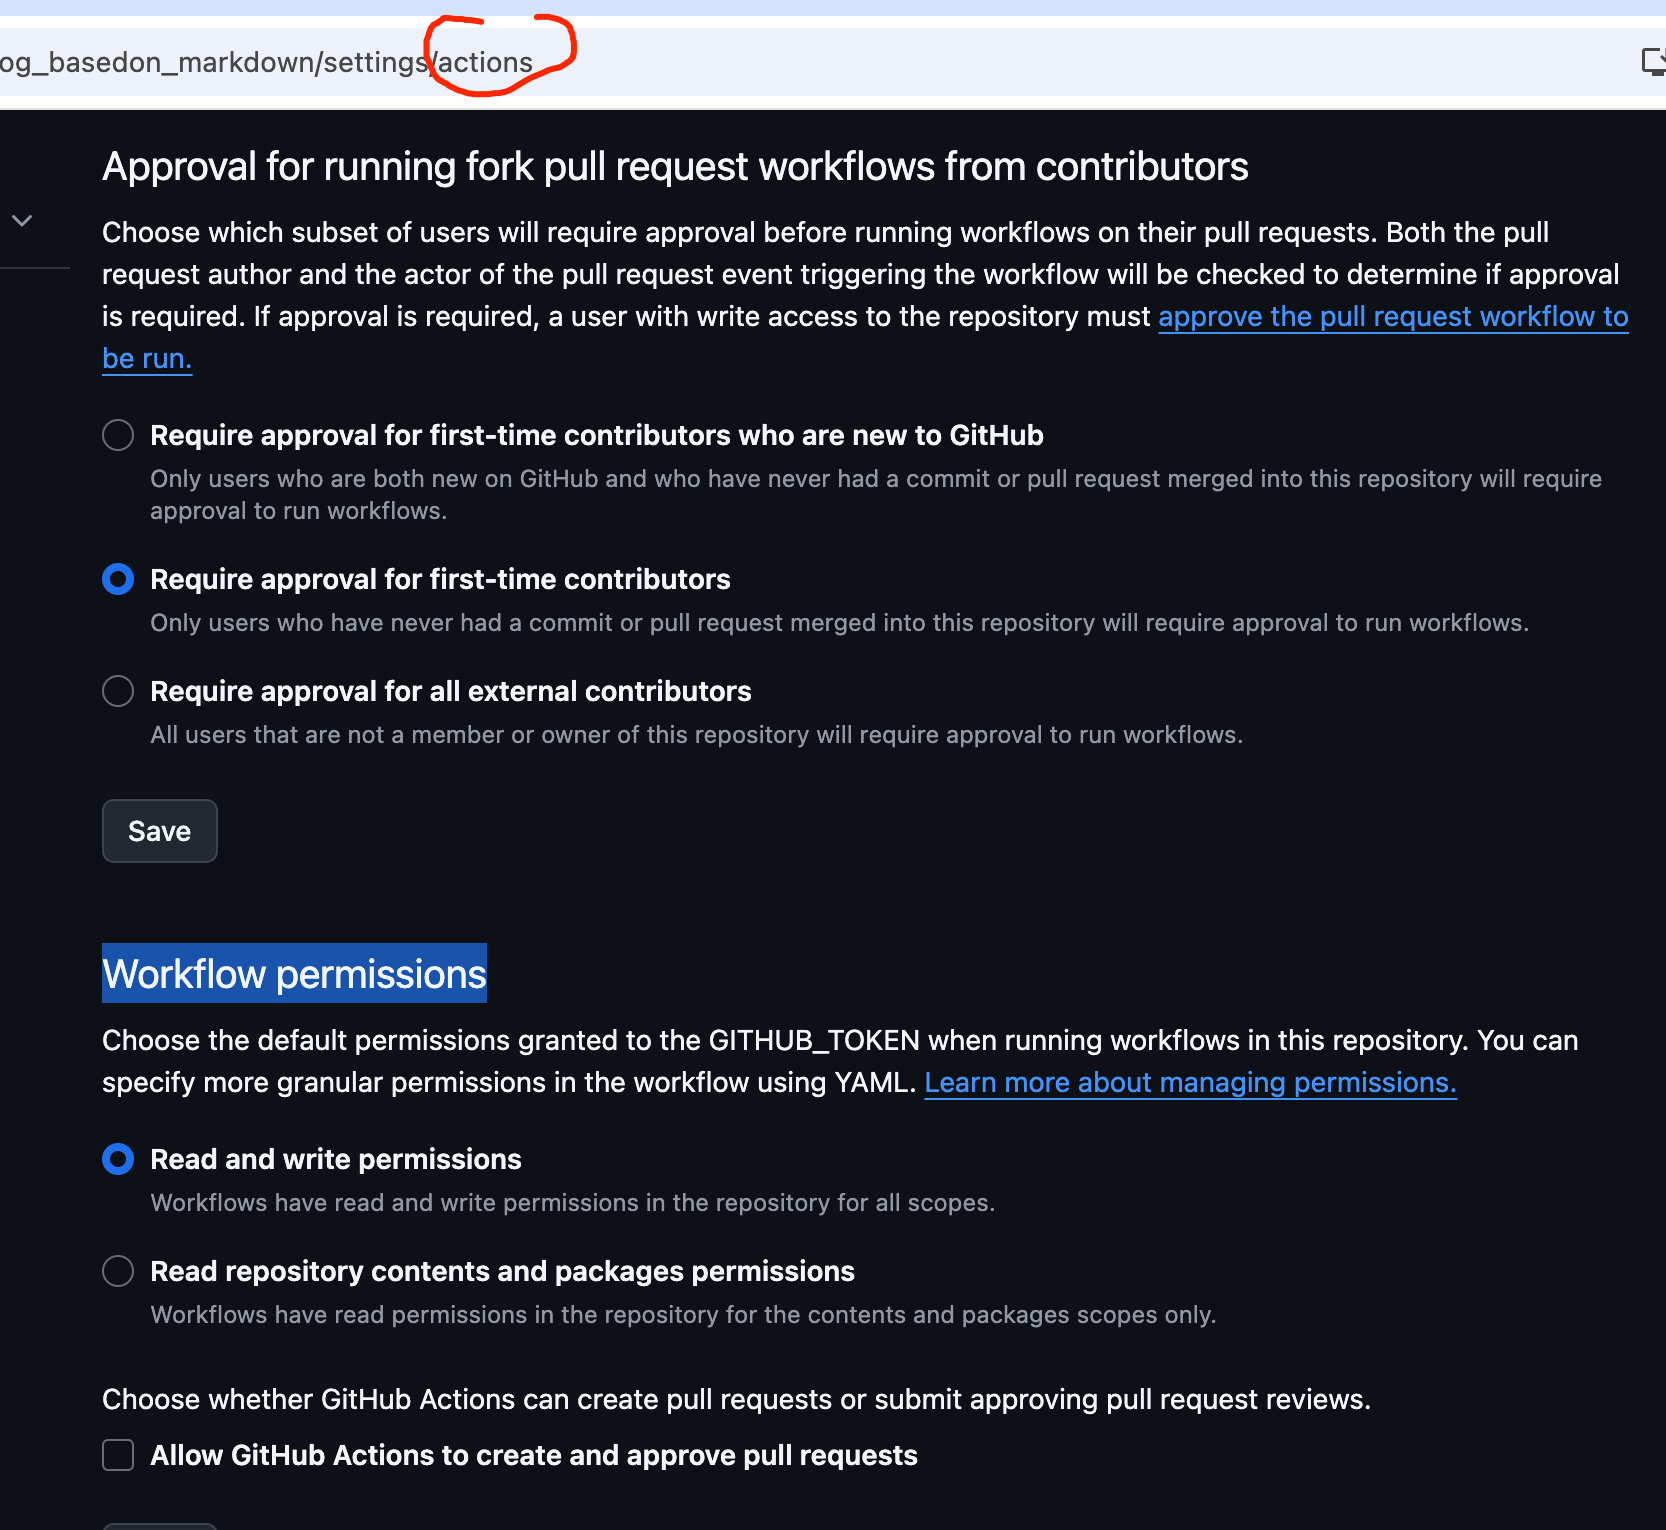 og_basedon_markdown/settings/actions
Approval for running fork pull request workflows from contributors
Choose which subset of users will require approval before running workflows on their pull requests. Both the pull
request author and the actor of the pull request event triggering the workflow will be checked to determine if approval
is required. If approval is required, a user with write access to the repository must approve the pull request workflow to
be run.
Require approval for first-time contributors who are new to GitHub
Only users who are both new on GitHub and who have never had a commit or pull request merged into this repository will require
approval to run workflows.
Require approval for first-time contributors
Only users who have never had a commit or pull request merged into this repository will require approval to run workflows.
Require approval for all external contributors
All users that are not a member or owner of this repository will require approval to run workflows.
Save
Workflow permissions
Choose the default permissions granted to the GITHUB_TOKEN when running workflows in this repository. You can
specify more granular permissions in the workflow using YAML. Learn more about managing permissions.
Read and write permissions
Workflows have read and write permissions in the repository for all scopes.
Read repository contents and packages permissions
Workflows have read permissions in the repository for the contents and packages scopes only.
Choose whether GitHub Actions can create pull requests or submit approving pull request reviews.
Allow GitHub Actions to create and approve pull requests